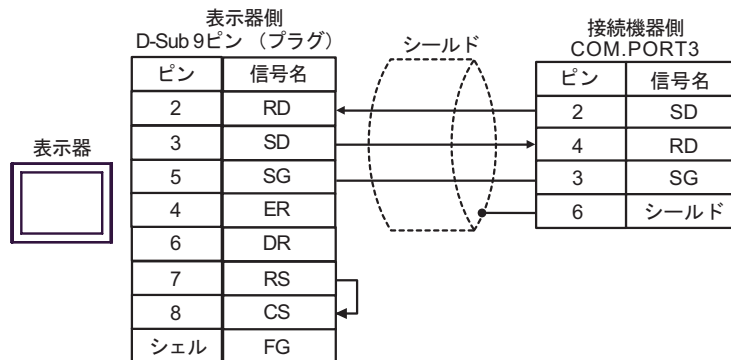 表示器側
D-Sub 9ピン （プラグ）
ピン 信号名
2 RD
3 SD
5 SG
4 ER
6 DR
7 RS
8 CS
シェル FG
表示器
シールド
接続機器側
COM.PORT3
ピン 信号名
2 SD
4 RD
3 SG
6 シールド